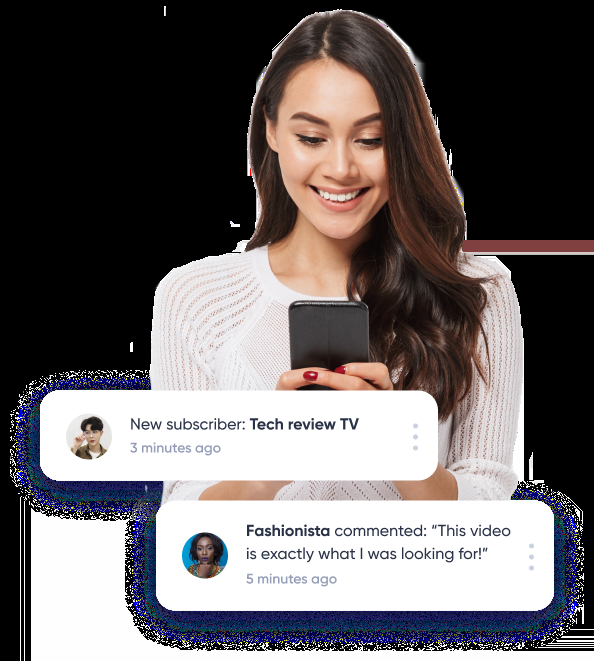 New subscriber: Tech review TV
3 minutes ago
Fashionista commented: “This video
is exactly what I was looking for!”
5 minutes ago